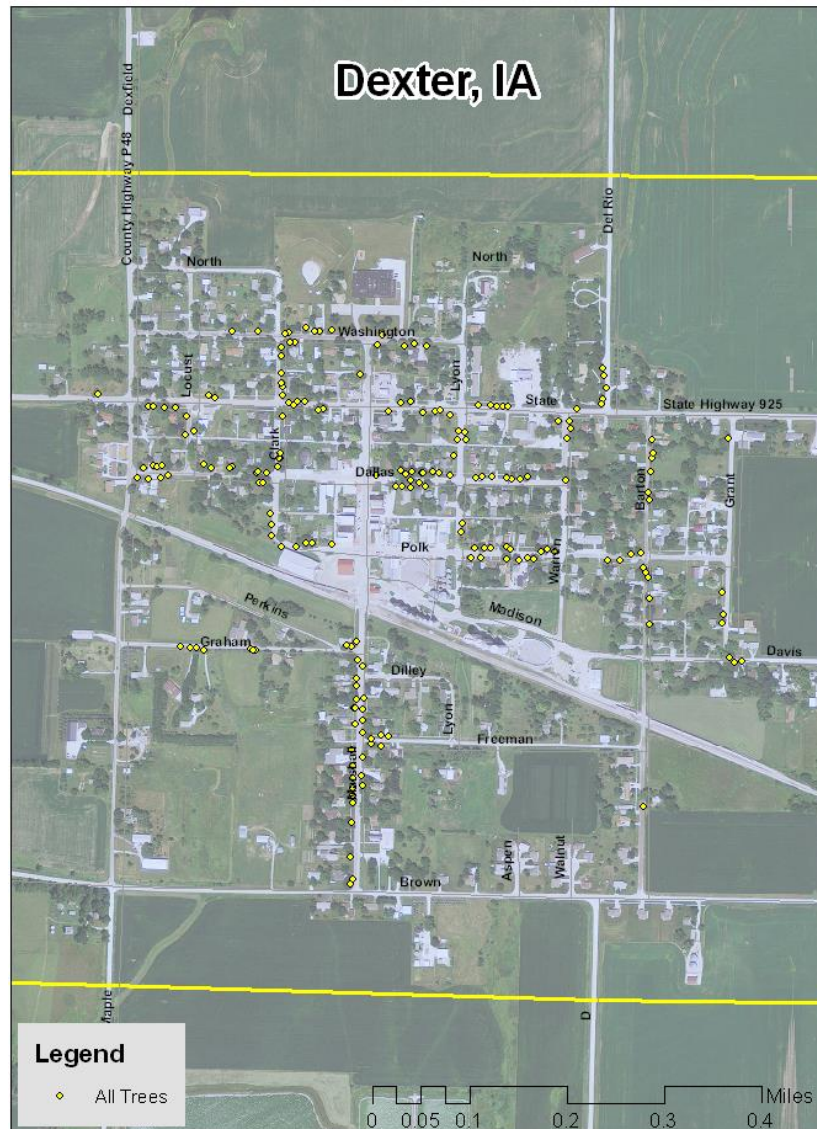 Dexter, IA
County Highway P48 Dexfield
Del Rio
North
North
Washington
Locust
Lyon
State
State Highway 925
Clark
Dallas
Barton
Grant
Polk
Warren
Perkins
Madison
Graham
Davis
Dilley
Lyon
Freeman
Marshall
Aspen
Walnut
Brown
Maple
D
Legend
All Trees
Miles
0 0.05 0.1 0.2 0.3 0.4